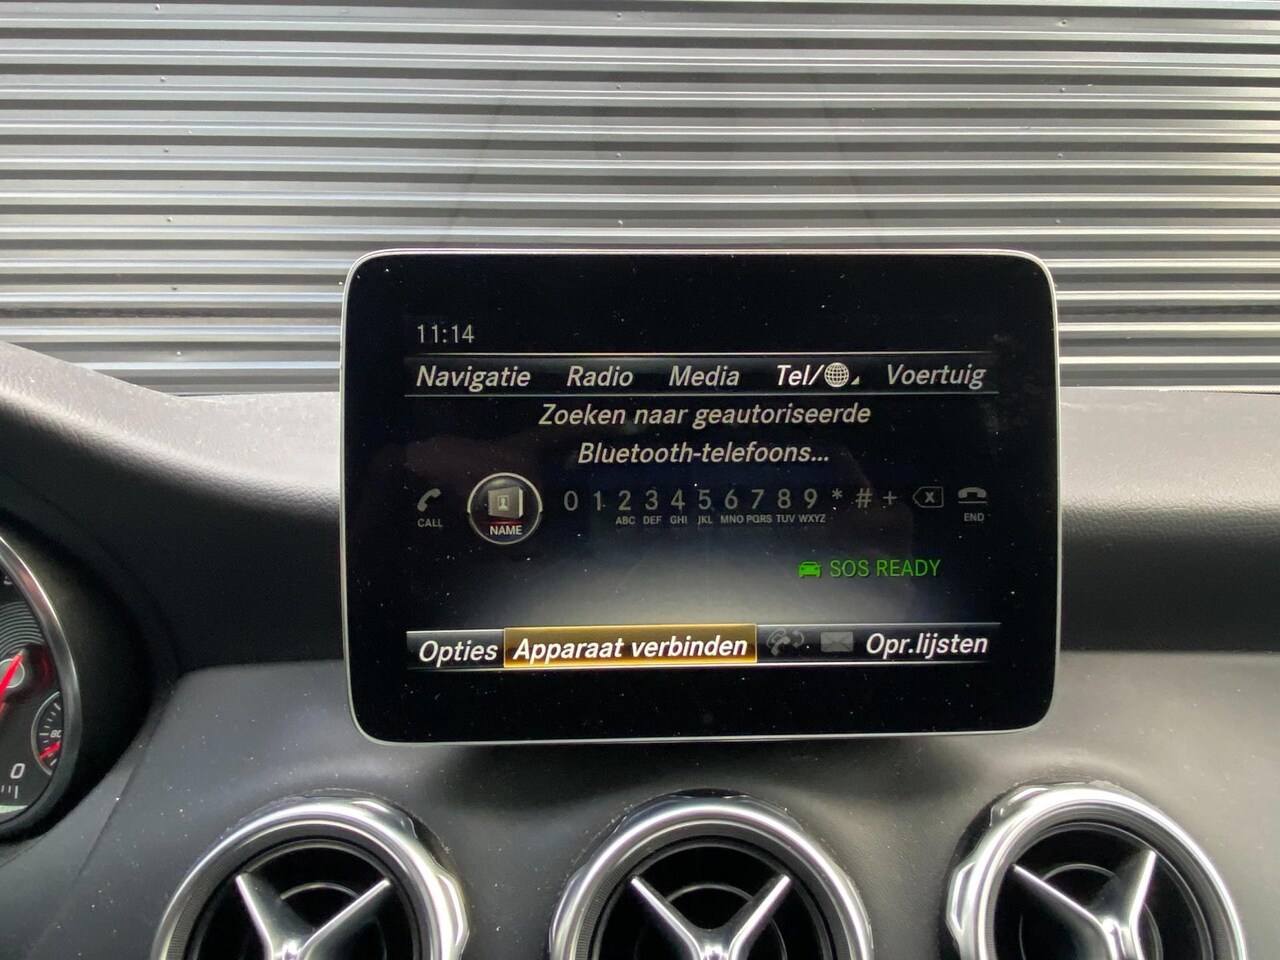 11:14
Navigatie Radio Media Tel/ Voertuig
Zoeken naar geautoriseerde
Bluetooth-telefoons...
CALL NAME 0 1 2 3 4 5 6 7 8 9 * # + X END
ABC DEF GHI JKL MNO PQRS TUV WXYZ
SOS READY
Opties Apparaat verbinden Opr.lijsten
80
0